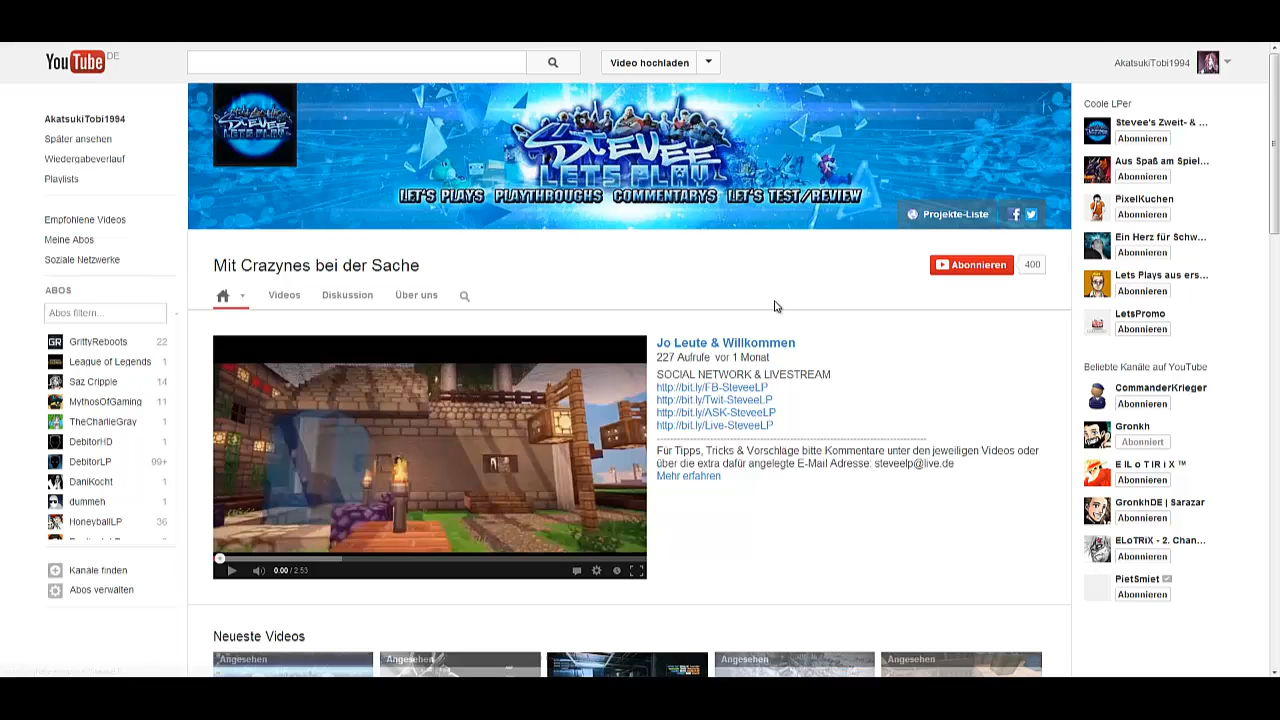 YouTube DE
Video hochladen
AkatsukiTobi1994
AkatsukiTobi1994
Später ansehen
Wiedergabeverlauf
Playlists
Empfohlene Videos
Meine Abos
Soziale Netzwerke
ABOS
Abos filtern...
GrittyReboots 22
League of Legends 1
Saz Cripple 14
MythosOfGaming 11
TheCharlieGray 1
DebitorHD 1
DebitorLP 99+
DaniKocht 1
dummeh 1
HoneyballLP 36
Kanäle finden
Abos verwalten
STEVEE
LETS PLAY
STEVEE
LETS PLAY
LET'S PLAYS PLAYTHROUGHS COMMENTARYS LET'S TEST/REVIEW
Projekte-Liste
Mit Crazynes bei der Sache
Abonnieren 400
Videos Diskussion Über uns
0:00 / 2:53
Jo Leute & Willkommen
227 Aufrufe vor 1 Monat
SOCIAL NETWORK & LIVESTREAM
http://bit.ly/FB-SteveeLP
http://bit.ly/Twit-SteveeLP
http://bit.ly/ASK-SteveeLP
http://bit.ly/Live-SteveeLP
Für Tipps, Tricks & Vorschläge bitte Kommentare unter den jeweiligen Videos oder
über die extra dafür angelegte E-Mail Adresse: steveelp@live.de
Mehr erfahren
Neueste Videos
Angesehen Angesehen Angesehen Angesehen
Coole LPer
Stevee's Zweit- & ...
Abonnieren
Aus Spaß am Spiel...
Abonnieren
PixelKuchen
Abonnieren
Ein Herz für Schw...
Abonnieren
Lets Plays aus ers...
Abonnieren
LetsPromo
Abonnieren
Beliebte Kanäle auf YouTube
CommanderKrieger
Abonnieren
Gronkh
Abonniert
E lL o T lR i X ™
Abonnieren
GronkhDE | Sarazar
Abonnieren
ELoTRiX - 2. Chan...
Abonnieren
PietSmiet
Abonnieren